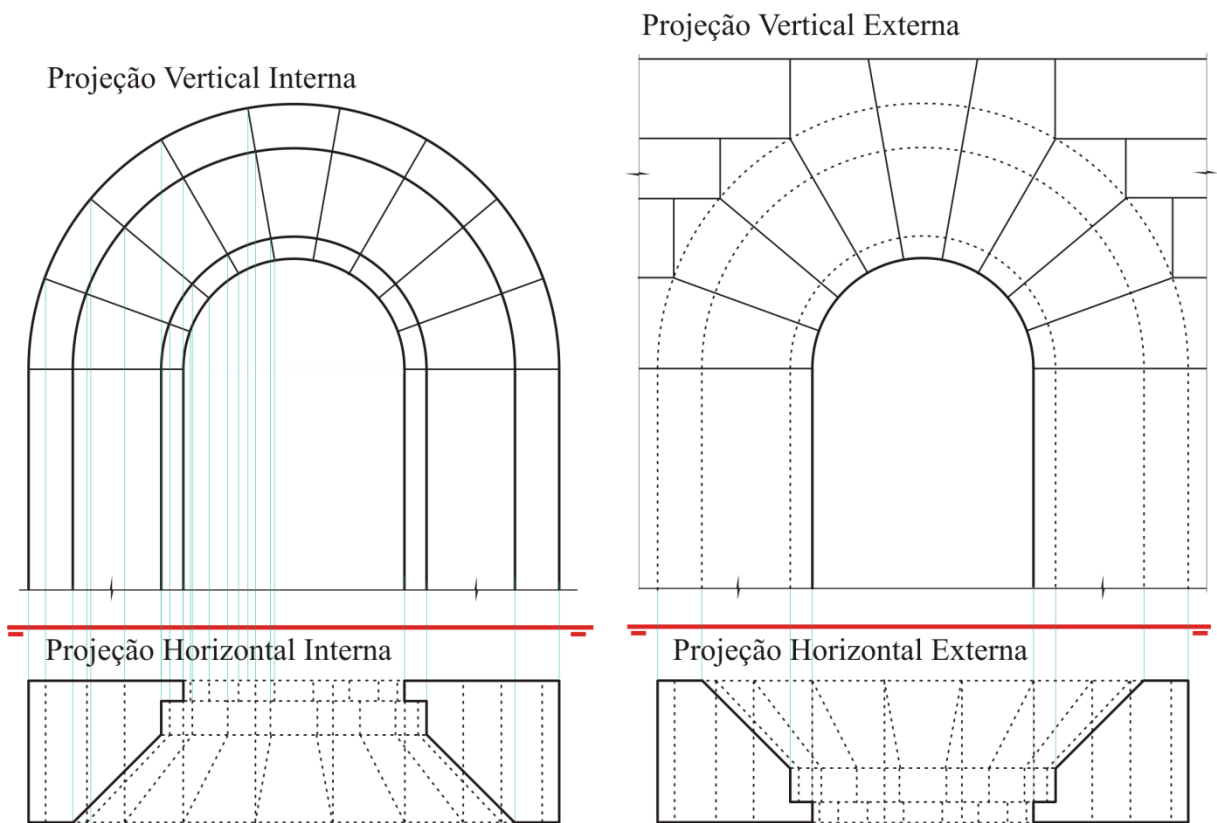 Projeção Vertical Externa
Projeção Vertical Interna
Projeção Horizontal Interna
Projeção Horizontal Externa